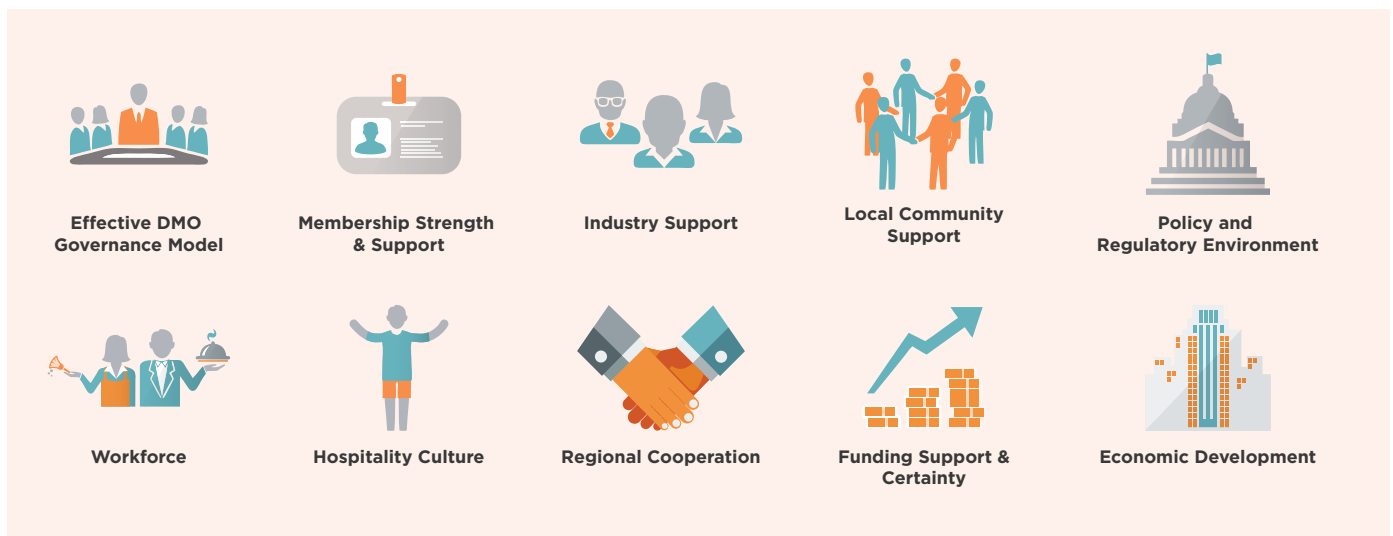 Effective DMO
Governance Model
Membership Strength
& Support
Industry Support
Local Community
Support
Policy and
Regulatory Environment
Workforce
Hospitality Culture
Regional Cooperation
Funding Support &
Certainty
Economic Development